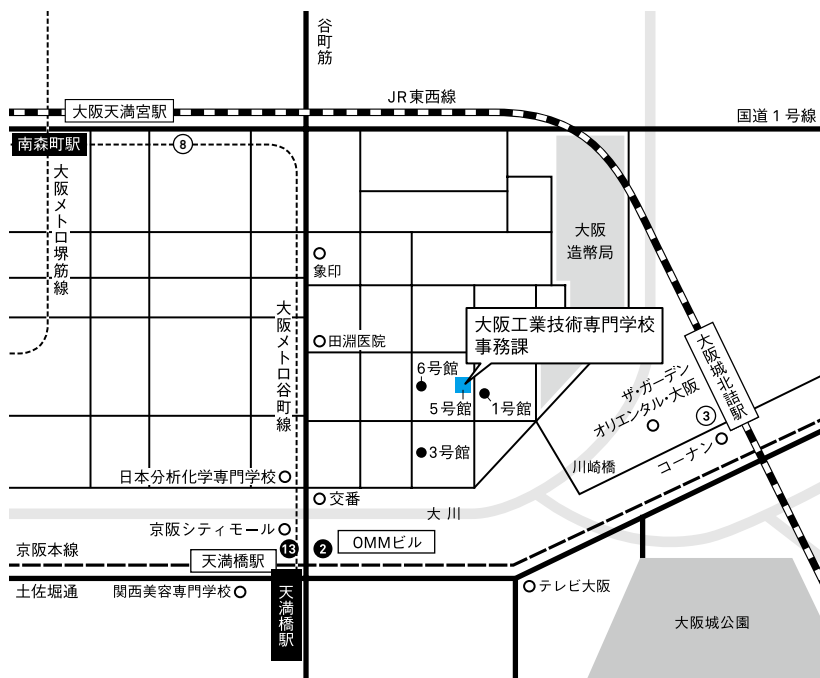 谷町筋
JR東西線
大阪天満宮駅
国道1号線
南森町駅
8
大阪メトロ堺筋線
大阪
造幣局
象印
大阪メトロ谷町線
田淵医院
大阪工業技術専門学校
事務課
大阪城北詰駅
6号館
5号館
1号館
ザ・ガーデン
オリエンタル・大阪
3
コーナン
3号館
川崎橋
日本分析化学専門学校
交番
大川
京阪シティモール
13
2
OMMビル
京阪本線
天満橋駅
土佐堀通
関西美容専門学校
天満橋駅
テレビ大阪
大阪城公園